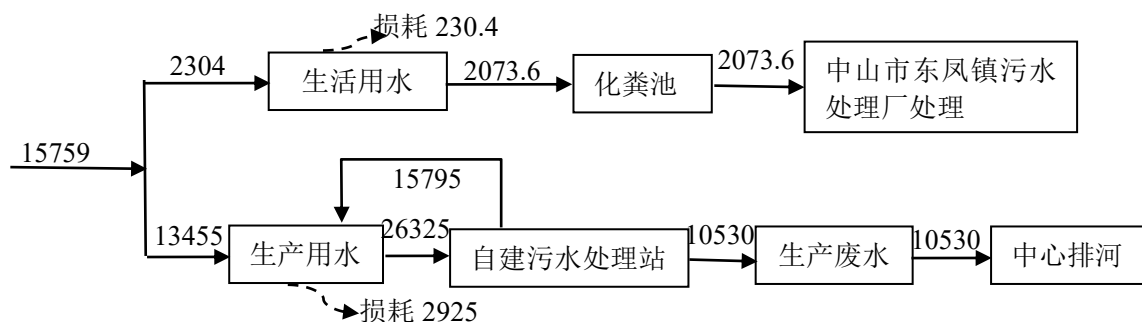 损耗 230.4
2304
生活用水
2073.6
化粪池
2073.6
中山市东凤镇污水
处理厂处理
15759
15795
13455
生产用水
26325
自建污水处理站
10530
生产废水
10530
中心排河
损耗 2925